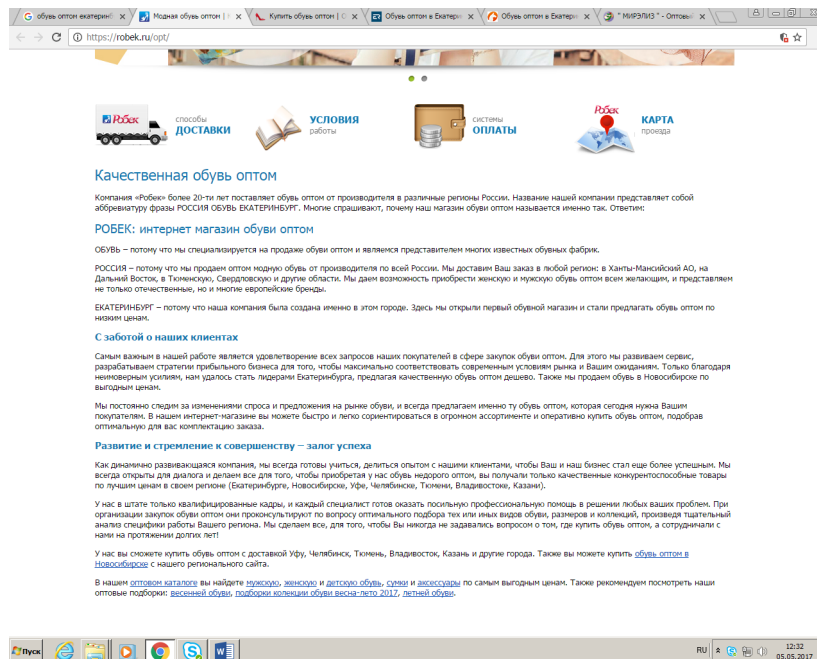 обувь оптом екатеринб
Модная обувь оптом |
Купить обувь оптом | С
Обувь оптом в Екатери
Обувь оптом в Екатери
" МИРЭЛИЗ " - Оптовы
https://robek.ru/opt/
Робек
способы
ДОСТАВКИ
УСЛОВИЯ
работы
системы
ОПЛАТЫ
Робек
КАРТА
проезда
Качественная обувь оптом
Компания «Робек» более 20-ти лет поставляет обувь оптом от производителя в различные регионы России. Название нашей компании представляет собой
аббревиатуру фразы РОССИЯ ОБУВЬ ЕКАТЕРИНБУРГ. Многие спрашивают, почему наш магазин обуви оптом называется именно так. Ответим:
РОБЕК: интернет магазин обуви оптом
ОБУВЬ – потому что мы специализируется на продаже обуви оптом и являемся представителем многих известных обувных фабрик.
РОССИЯ – потому что мы продаем оптом модную обувь от производителя по всей России. Мы доставим Ваш заказ в любой регион: в Ханты-Мансийский АО, на
Дальний Восток, в Тюменскую, Свердловскую и другие области. Мы даем возможность приобрести женскую и мужскую обувь оптом всем желающим, и представляем
не только отечественные, но и многие европейские бренды.
ЕКАТЕРИНБУРГ – потому что наша компания была создана именно в этом городе. Здесь мы открыли первый обувной магазин и стали предлагать обувь оптом по
низким ценам.
С заботой о наших клиентах
Самым важным в нашей работе является удовлетворение всех запросов наших покупателей в сфере закупок обуви оптом. Для этого мы развиваем сервис,
разрабатываем стратегии прибыльного бизнеса для того, чтобы максимально соответствовать современным условиям рынка и Вашим ожиданиям. Только благодаря
неимоверным усилиям, нам удалось стать лидерами Екатеринбурга, предлагая качественную обувь оптом дешево. Также мы продаем обувь в Новосибирске по
выгодным ценам.
Мы постоянно следим за изменениями спроса и предложения на рынке обуви, и всегда предлагаем именно ту обувь оптом, которая сегодня нужна Вашим
покупателям. В нашем интернет-магазине вы можете быстро и легко сориентироваться в огромном ассортименте и оперативно купить обувь оптом, подобрав
оптимальную для вас комплектацию заказа.
Развитие и стремление к совершенству – залог успеха
Как динамично развивающаяся компания, мы всегда готовы учиться, делиться опытом с нашими клиентами, чтобы Ваш и наш бизнес стал еще более успешным. Мы
всегда открыты для диалога и делаем все для того, чтобы приобретая у нас обувь недорого оптом, вы получали только качественные конкурентоспособные товары
по лучшим ценам в своем регионе (Екатеринбурге, Новосибирске, Уфе, Челябинске, Тюмени, Владивостоке, Казани).
У нас в штате только квалифицированные кадры, и каждый специалист готов оказать посильную профессиональную помощь в решении любых ваших проблем. При
организации закупок обуви оптом они проконсультируют по вопросу оптимального подбора тех или иных видов обуви, размеров и коллекций, произведя тщательный
анализ специфики работы Вашего региона. Мы сделаем все, для того, чтобы Вы никогда не задавались вопросом о том, где купить обувь оптом, а сотрудничали с
нами на протяжении долгих лет!
У нас вы сможете купить обувь оптом с доставкой Уфу, Челябинск, Тюмень, Владивосток, Казань и другие города. Также вы можете купить обувь оптом в
Новосибирске с нашего регионального сайта.
В нашем оптовом каталоге вы найдете мужскую, женскую и детскую обувь, сумки и аксессуары по самым выгодным ценам. Также рекомендуем посмотреть наши
оптовые подборки: весенней обуви, подборки колекции обуви весна-лето 2017, летней обуви.
Пуск
RU
12:32
05.05.2017